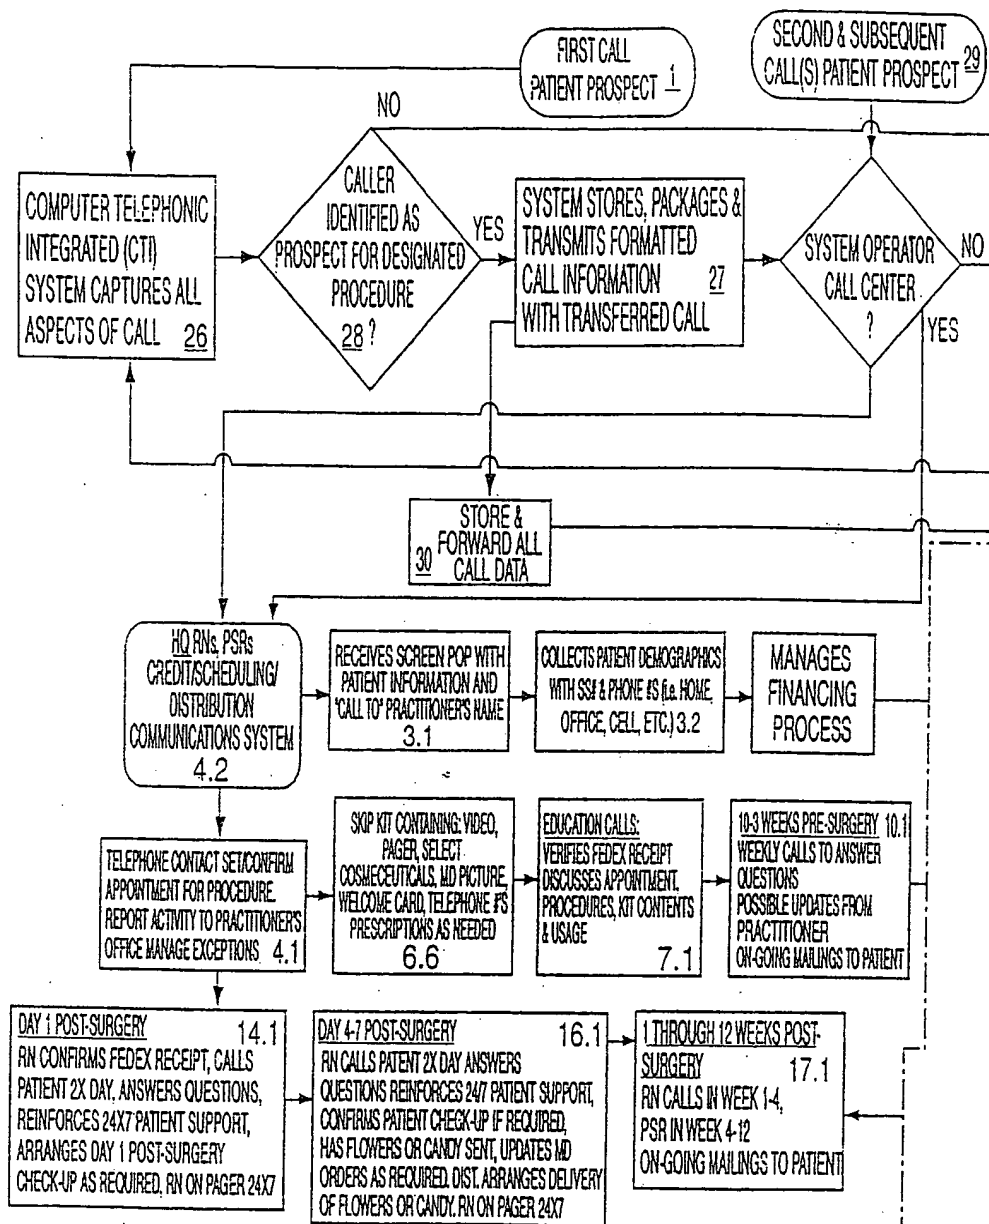 FIRST CALL
PATIENT PROSPECT 1
SECOND & SUBSEQUENT
CALL(S) PATIENT PROSPECT 29
NO
COMPUTER TELEPHONIC
INTEGRATED (CTI)
SYSTEM CAPTURES ALL
ASPECTS OF CALL 26
CALLER
IDENTIFIED AS
PROSPECT FOR DESIGNATED
PROCEDURE
28 ?
YES
SYSTEM STORES, PACKAGES &
TRANSMITS FORMATTED
CALL INFORMATION 27
WITH TRANSFERRED CALL
SYSTEM OPERATOR
CALL CENTER
?
NO
YES
STORE &
FORWARD ALL
30 CALL DATA
HQ RNs, PSRs
CREDIT/SCHEDULING/
DISTRIBUTION
COMMUNICATIONS SYSTEM
4.2
RECEIVES SCREEN POP WITH
PATIENT INFORMATION AND
"CALL TO" PRACTITIONER'S NAME
3.1
COLLECTS PATIENT DEMOGRAPHICS
WITH SS# & PHONE #S (i.e. HOME,
OFFICE, CELL, ETC.) 3.2
MANAGES
FINANCING
PROCESS
TELEPHONE CONTACT SET/CONFIRM
APPOINTMENT FOR PROCEDURE.
REPORT ACTIVITY TO PRACTITIONER'S
OFFICE MANAGE EXCEPTIONS 4.1
SKIP KIT CONTAINING: VIDEO,
PAGER, SELECT
COSMECEUTICALS, MD PICTURE,
WELCOME CARD, TELEPHONE #'S
PRESCRIPTIONS AS NEEDED
6.6
EDUCATION CALLS:
VERIFIES FEDEX RECEIPT
DISCUSSES APPOINTMENT,
PROCEDURES, KIT CONTENTS
& USAGE
7.1
10-3 WEEKS PRE-SURGERY 10.1
WEEKLY CALLS TO ANSWER
QUESTIONS
POSSIBLE UPDATES FROM
PRACTITIONER
ON-GOING MAILINGS TO PATIENT
DAY 1 POST-SURGERY 14.1
RN CONFIRMS FEDEX RECEIPT, CALLS
PATIENT 2X DAY, ANSWERS QUESTIONS,
REINFORCES 24X7 PATIENT SUPPORT,
ARRANGES DAY 1 POST-SURGERY
CHECK-UP AS REQUIRED, RN ON PAGER 24X7
DAY 4-7 POST-SURGERY 16.1
RN CALLS PATENT 2X DAY ANSWERS
QUESTIONS REINFORCES 24/7 PATIENT SUPPORT,
CONFIRMS PATIENT CHECK-UP IF REQUIRED,
HAS FLOWERS OR CANDY SENT, UPDATES MD
ORDERS AS REQUIRED. DIST. ARRANGES DELIVERY
OF FLOWERS OR CANDY. RN ON PAGER 24X7
1 THROUGH 12 WEEKS POST-
SURGERY 17.1
RN CALLS IN WEEK 1-4,
PSR IN WEEK 4-12
ON-GOING MAILINGS TO PATIENT